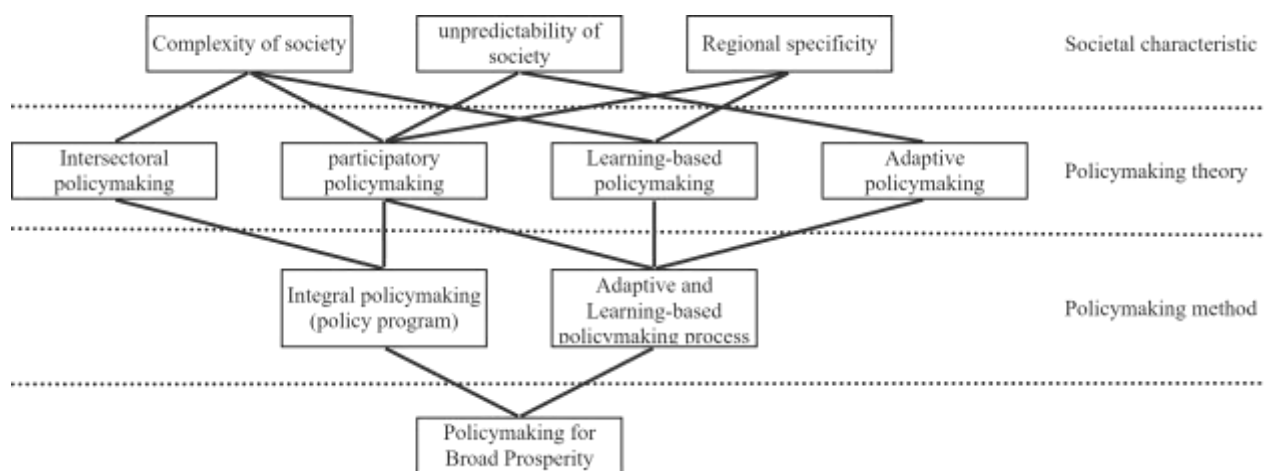 Complexity of society
unpredictability of
society
Regional specificity
Societal characteristic
Intersectoral
policymaking
participatory
policymaking
Learning-based
policymaking
Adaptive
policymaking
Policymaking theory
Integral policymaking
(policy program)
Adaptive and
Learning-based
policymaking process
Policymaking method
Policymaking for
Broad Prosperity